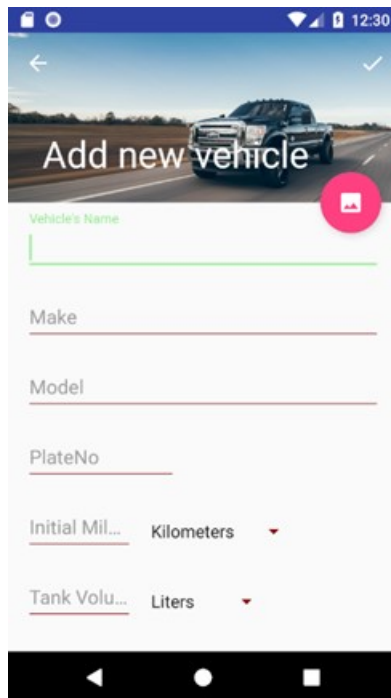 12:30
Add new vehicle
Vehicle's Name
Make
Model
PlateNo
Initial Mil...
Kilometers
Tank Volu...
Liters